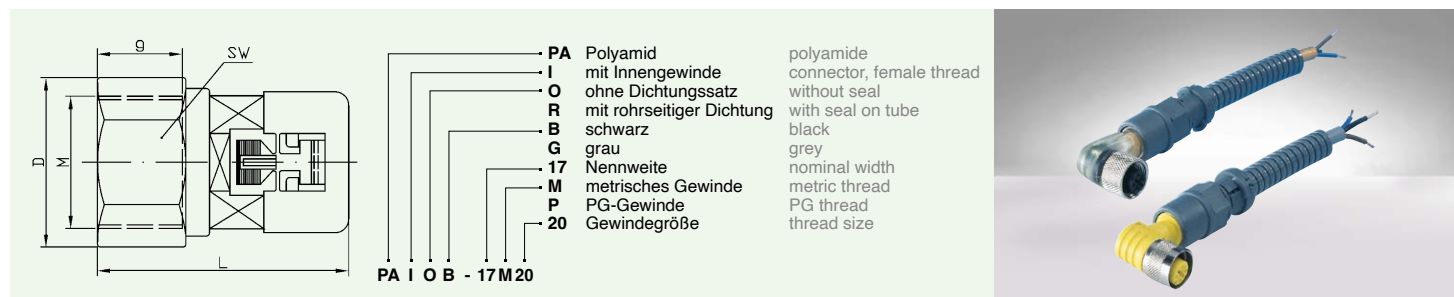 g
SW
D
M
L
PA Polyamid polyamide
I mit Innengewinde connector, female thread
O ohne Dichtungssatz without seal
R mit rohrseitiger Dichtung with seal on tube
B schwarz black
G grau grey
17 Nennweite nominal width
M metrisches Gewinde metric thread
P PG-Gewinde PG thread
20 Gewindegröße thread size
PA I O B - 17 M 20